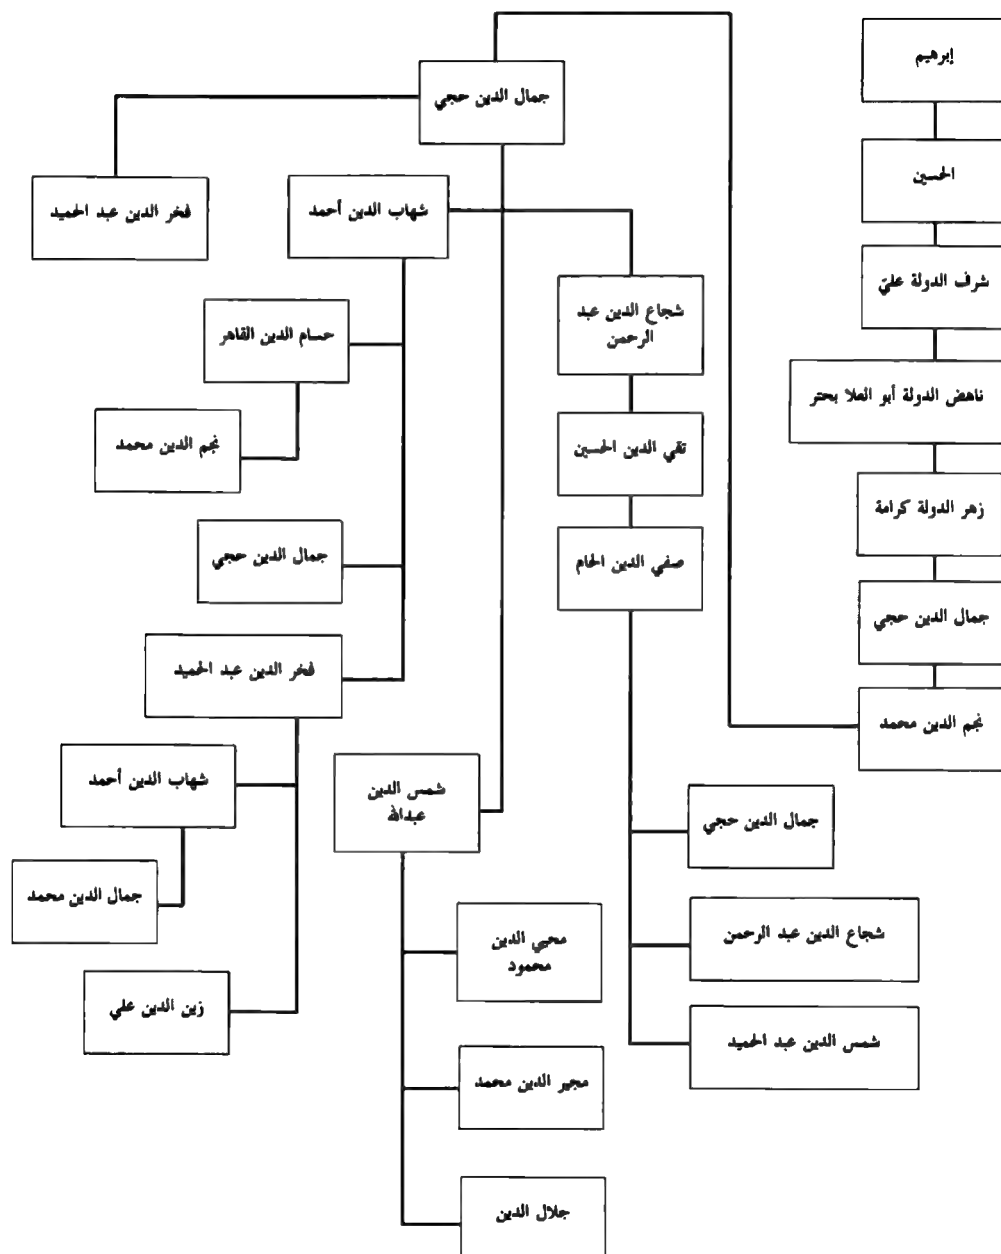 إبرهيم
الحسين
شرف الدولة عليّ
ناهض الدولة أبو العلا بحتر
زهر الدولة كرامة
جمال الدين حجي
نجم الدين محمد
جمال الدين حجي
فخر الدين عبد الحميد
شهاب الدين أحمد
شجاع الدين عبد
الرحمن
تقي الدين الحسين
صفي الدين الحام
جمال الدين حجي
شجاع الدين عبد الرحمن
شمس الدين عبد الحميد
حسام الدين القاهر
نجم الدين محمد
جمال الدين حجي
فخر الدين عبد الحميد
شهاب الدين أحمد
جمال الدين محمد
زين الدين علي
شمس الدين
عبدالله
محيي الدين
محمود
مجير الدين محمد
جلال الدين